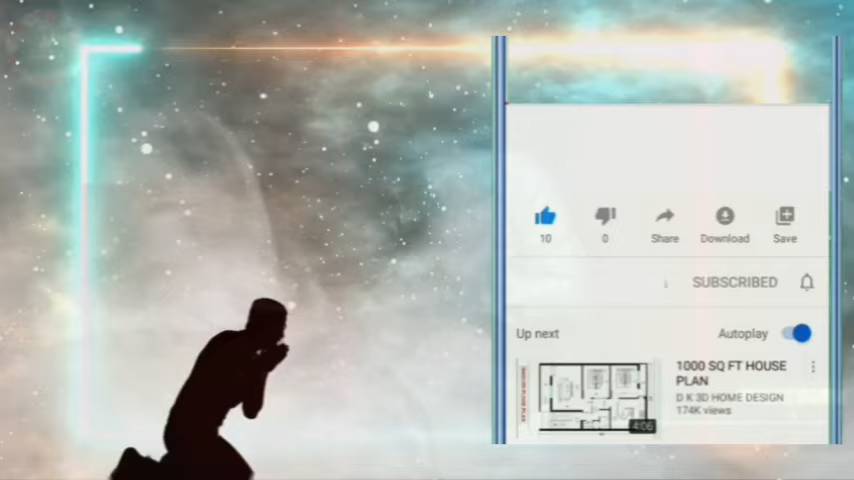 10
0
Share
Download
Save
SUBSCRIBED
Up next
Autoplay
1000 SQ FT HOUSE
PLAN
D K 3D HOME DESIGN
174K views
4:06